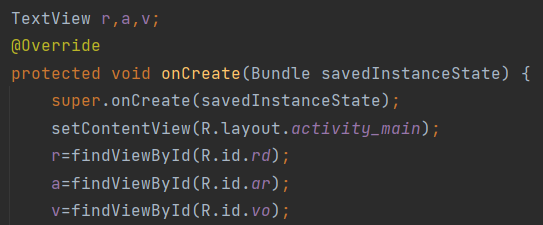 TextView r,a,v;
@Override
protected void onCreate(Bundle savedInstanceState) {
super.onCreate(savedInstanceState);
setContentView(R.layout.activity_main);
r=findViewById(R.id.rd);
a=findViewById(R.id.ar);
v=findViewById(R.id.vo);